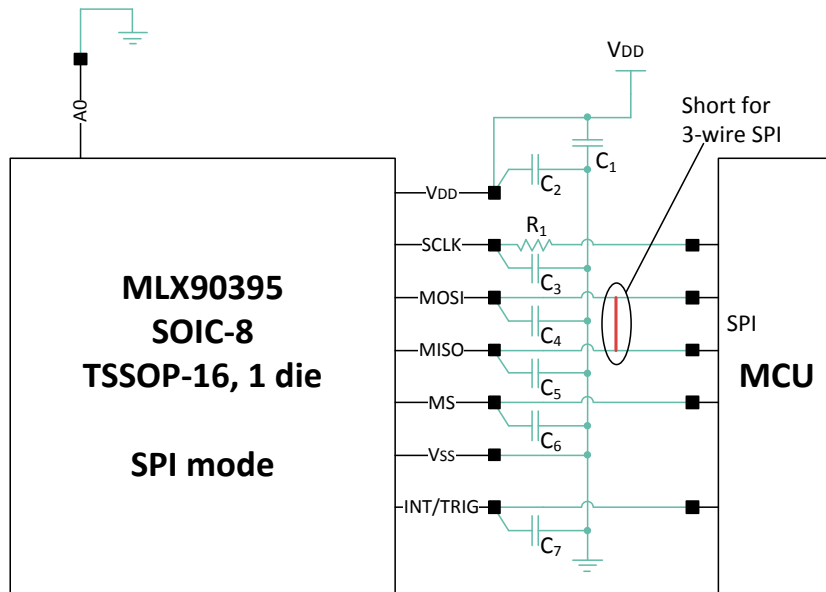 VDD
Short for
3-wire SPI
A0
C1
C2
VDD
R1
SCLK
C3
MLX90395
SOIC-8
TSSOP-16, 1 die
SPI mode
MOSI
C4
SPI
MISO
MCU
C5
MS
C6
VSS
INT/TRIG
C7